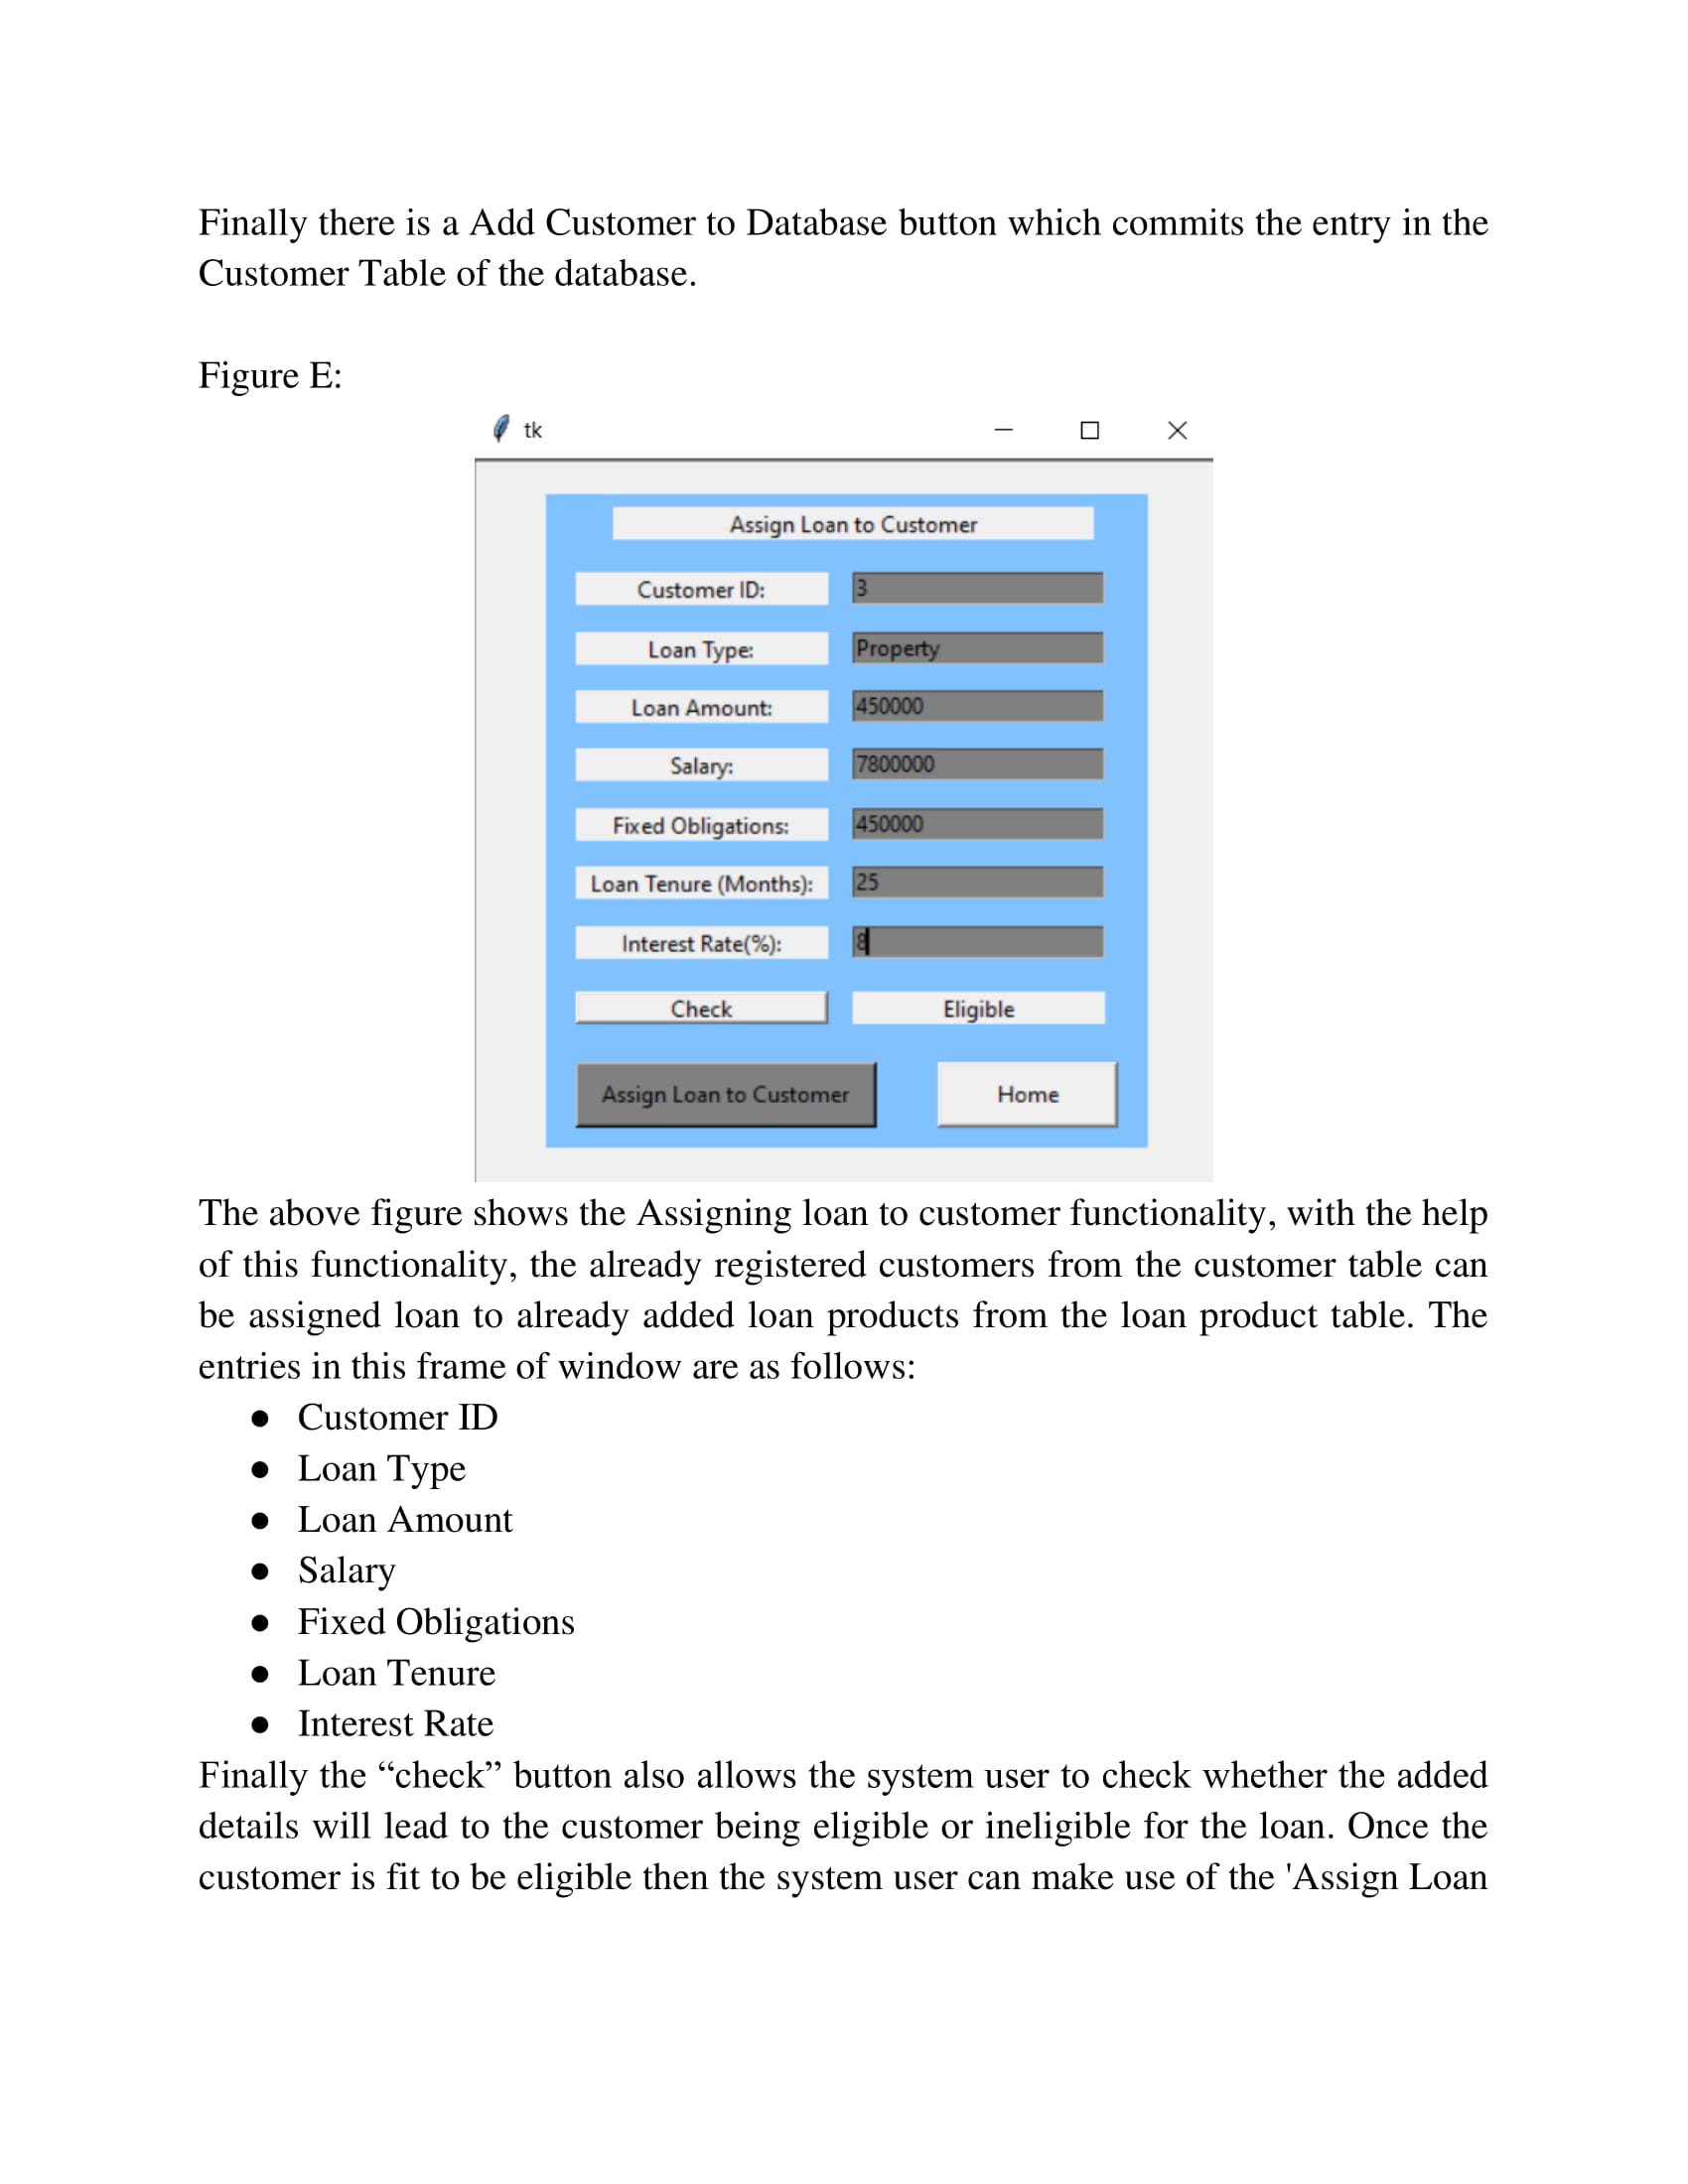 Finally there is a Add Customer to Database button which commits the entry in the
Customer Table of the database.
Figure E:
tk
Assign Loan to Customer
Customer ID: 3
Loan Type: Property
Loan Amount: 450000
Salary: 7800000
Fixed Obligations: 450000
Loan Tenure (Months): 25
Interest Rate(%): 8
Check Eligible
Assign Loan to Customer Home
The above figure shows the Assigning loan to customer functionality, with the help
of this functionality, the already registered customers from the customer table can
be assigned loan to already added loan products from the loan product table. The
entries in this frame of window are as follows:
● Customer ID
● Loan Type
● Loan Amount
● Salary
● Fixed Obligations
● Loan Tenure
● Interest Rate
Finally the “check” button also allows the system user to check whether the added
details will lead to the customer being eligible or ineligible for the loan. Once the
customer is fit to be eligible then the system user can make use of the 'Assign Loan